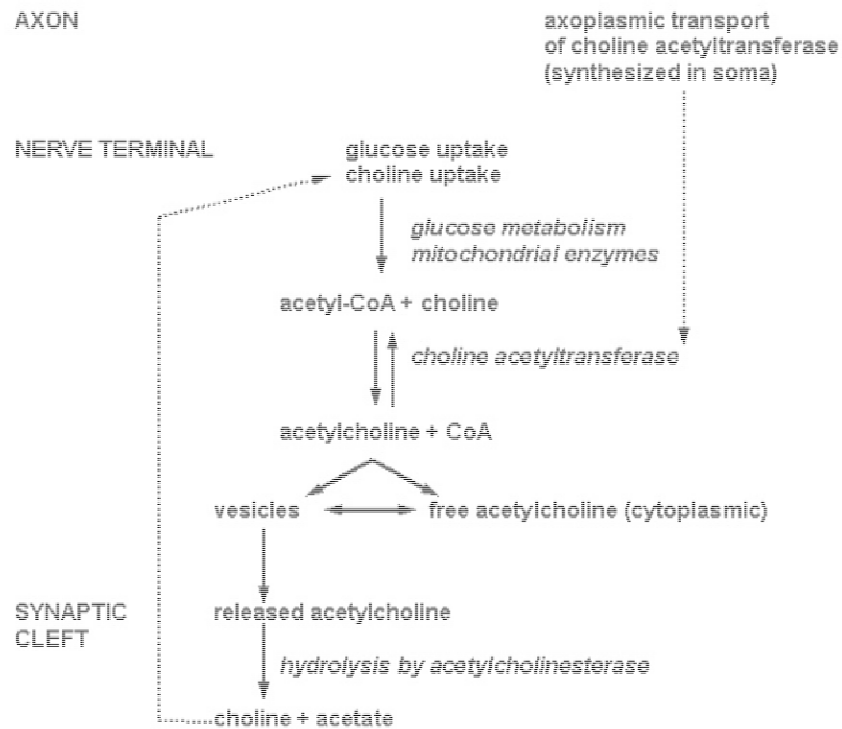 AXON
axoplasmic transport
of choline acetyltransferase
(synthesized in soma)
NERVE TERMINAL
glucose uptake
choline uptake
glucose metabolism
mitochondrial enzymes
acetyl-CoA + choline
choline acetyltransferase
acetylcholine + CoA
vesicles
free acetylcholine (cytoplasmic)
SYNAPTIC
CLEFT
released acetylcholine
hydrolysis by acetylcholinesterase
choline + acetate